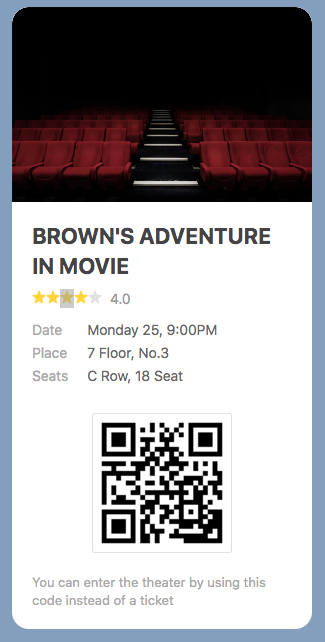 BROWN'S ADVENTURE
IN MOVIE
4.0
Date Monday 25, 9:00PM
Place 7 Floor, No.3
Seats C Row, 18 Seat
You can enter the theater by using this
code instead of a ticket